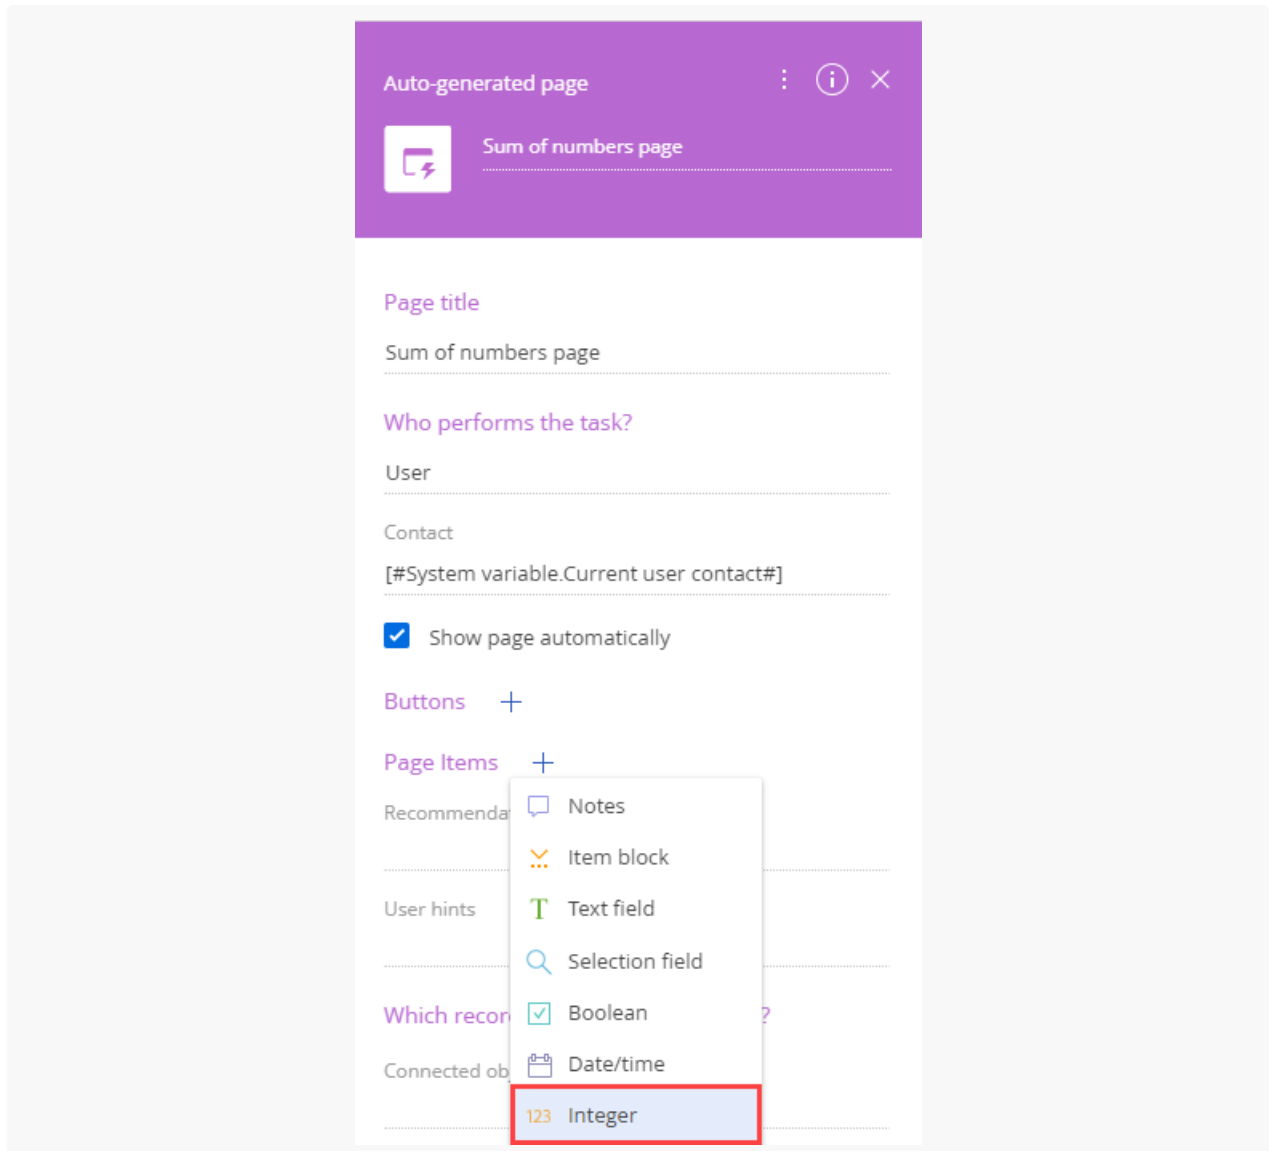 Auto-generated page
Sum of numbers page
Page title
Sum of numbers page
Who performs the task?
User
Contact
[#System variable.Current user contact#]
Show page automatically
Buttons
Page Items
Notes
Item block
Text field
User hints
Selection field
Boolean
?
Date/time
123 Integer